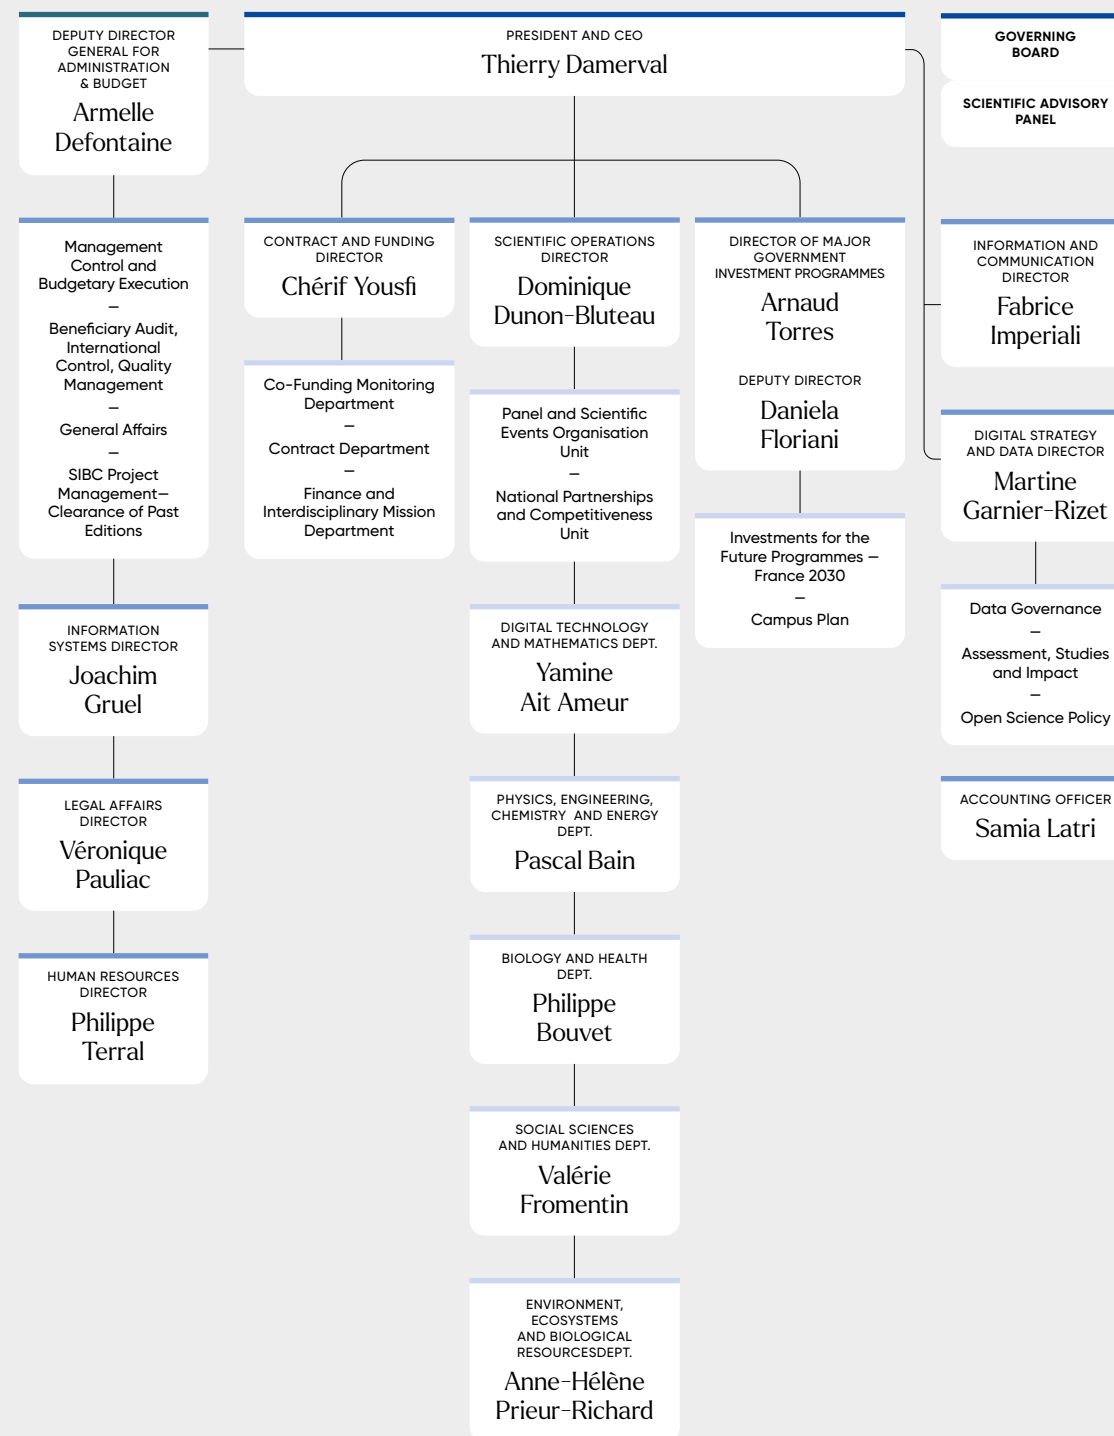 DEPUTY DIRECTOR
GENERAL FOR
ADMINISTRATION
& BUDGET
Armelle
Defontaine
PRESIDENT AND CEO
Thierry Damerval
GOVERNING
BOARD
SCIENTIFIC ADVISORY
PANEL
Management
Control and
Budgetary Execution
—
Beneficiary Audit,
International
Control, Quality
Management
—
General Affairs
—
SIBC Project
Management—
Clearance of Past
Editions
INFORMATION
SYSTEMS DIRECTOR
Joachim
Gruel
LEGAL AFFAIRS
DIRECTOR
Véronique
Pauliac
HUMAN RESOURCES
DIRECTOR
Philippe
Terral
CONTRACT AND FUNDING
DIRECTOR
Chérif Yousfi
Co-Funding Monitoring
Department
—
Contract Department
—
Finance and
Interdisciplinary Mission
Department
SCIENTIFIC OPERATIONS
DIRECTOR
Dominique
Dunon-Bluteau
Panel and Scientific
Events Organisation
Unit
—
National Partnerships
and Competitiveness
Unit
DIGITAL TECHNOLOGY
AND MATHEMATICS DEPT.
Yamine
Ait Ameur
PHYSICS, ENGINEERING,
CHEMISTRY AND ENERGY
DEPT.
Pascal Bain
BIOLOGY AND HEALTH
DEPT.
Philippe
Bouvet
SOCIAL SCIENCES
AND HUMANITIES DEPT.
Valérie
Fromentin
ENVIRONMENT,
ECOSYSTEMS
AND BIOLOGICAL
RESOURCESDEPT.
Anne-Hélène
Prieur-Richard
DIRECTOR OF MAJOR
GOVERNMENT
INVESTMENT PROGRAMMES
Arnaud
Torres
DEPUTY DIRECTOR
Daniela
Floriani
Investments for the
Future Programmes —
France 2030
—
Campus Plan
INFORMATION AND
COMMUNICATION
DIRECTOR
Fabrice
Imperiali
DIGITAL STRATEGY
AND DATA DIRECTOR
Martine
Garnier-Rizet
Data Governance
—
Assessment, Studies
and Impact
—
Open Science Policy
ACCOUNTING OFFICER
Samia Latri